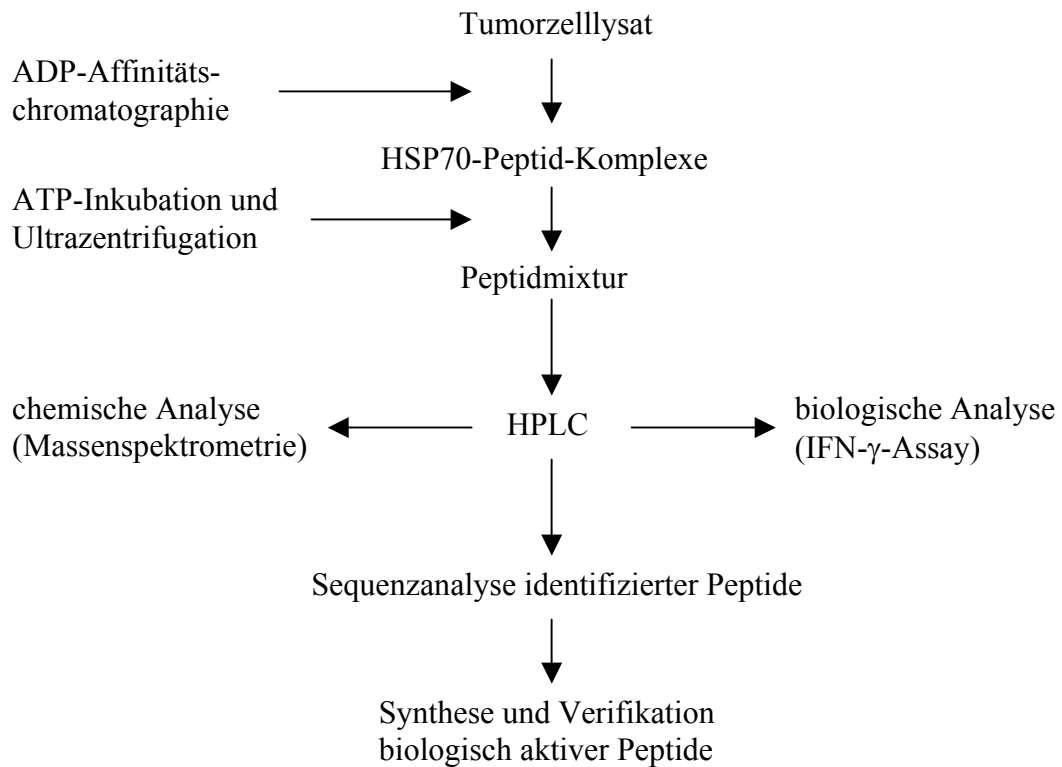 Tumorzelllysat
ADP-Affinitäts-
chromatographie
HSP70-Peptid-Komplexe
ATP-Inkubation und
Ultrazentrifugation
Peptidmixtur
chemische Analyse
(Massenspektrometrie)
HPLC
biologische Analyse
(IFN-γ-Assay)
Sequenzanalyse identifizierter Peptide
Synthese und Verifikation
biologisch aktiver Peptide